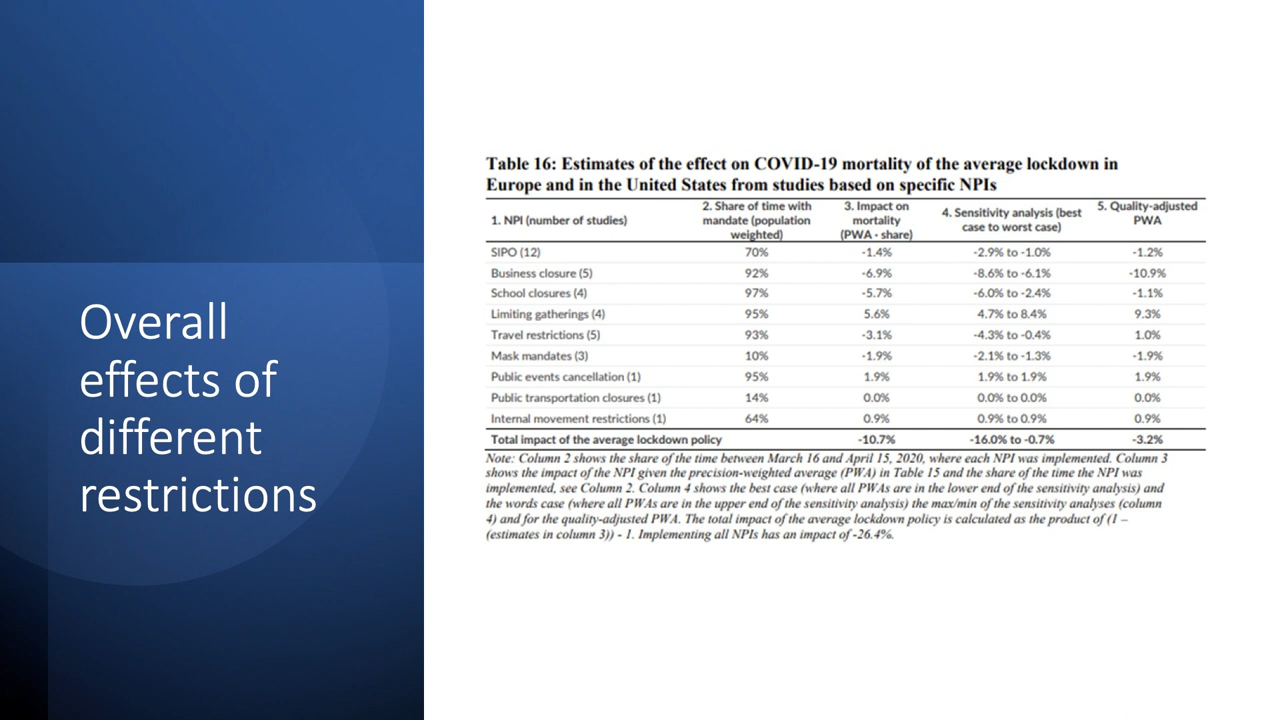 Overall
effects of
different
restrictions
Table 16: Estimates of the effect on COVID-19 mortality of the average lockdown in
Europe and in the United States from studies based on specific NPIs
1. NPI (number of studies) 2. Share of time with mandate (population weighted) 3. Impact on mortality (PWA · share) 4. Sensitivity analysis (best case to worst case) 5. Quality-adjusted PWA
SIPO (12) 70% -1.4% -2.9% to -1.0% -1.2%
Business closure (5) 92% -6.9% -8.6% to -6.1% -10.9%
School closures (4) 97% -5.7% -6.0% to -2.4% -1.1%
Limiting gatherings (4) 95% 5.6% 4.7% to 8.4% 9.3%
Travel restrictions (5) 93% -3.1% -4.3% to -0.4% 1.0%
Mask mandates (3) 10% -1.9% -2.1% to -1.3% -1.9%
Public events cancellation (1) 95% 1.9% 1.9% to 1.9% 1.9%
Public transportation closures (1) 14% 0.0% 0.0% to 0.0% 0.0%
Internal movement restrictions (1) 64% 0.9% 0.9% to 0.9% 0.9%
Total impact of the average lockdown policy -10.7% -16.0% to -0.7% -3.2%
Note: Column 2 shows the share of the time between March 16 and April 15, 2020, where each NPI was implemented. Column 3
shows the impact of the NPI given the precision-weighted average (PWA) in Table 15 and the share of the time the NPI was
implemented, see Column 2. Column 4 shows the best case (where all PWAs are in the lower end of the sensitivity analysis) and
the words case (where all PWAs are in the upper end of the sensitivity analysis) the max/min of the sensitivity analyses (column
4) and for the quality-adjusted PWA. The total impact of the average lockdown policy is calculated as the product of (1 –
(estimates in column 3)) - 1. Implementing all NPIs has an impact of -26.4%.